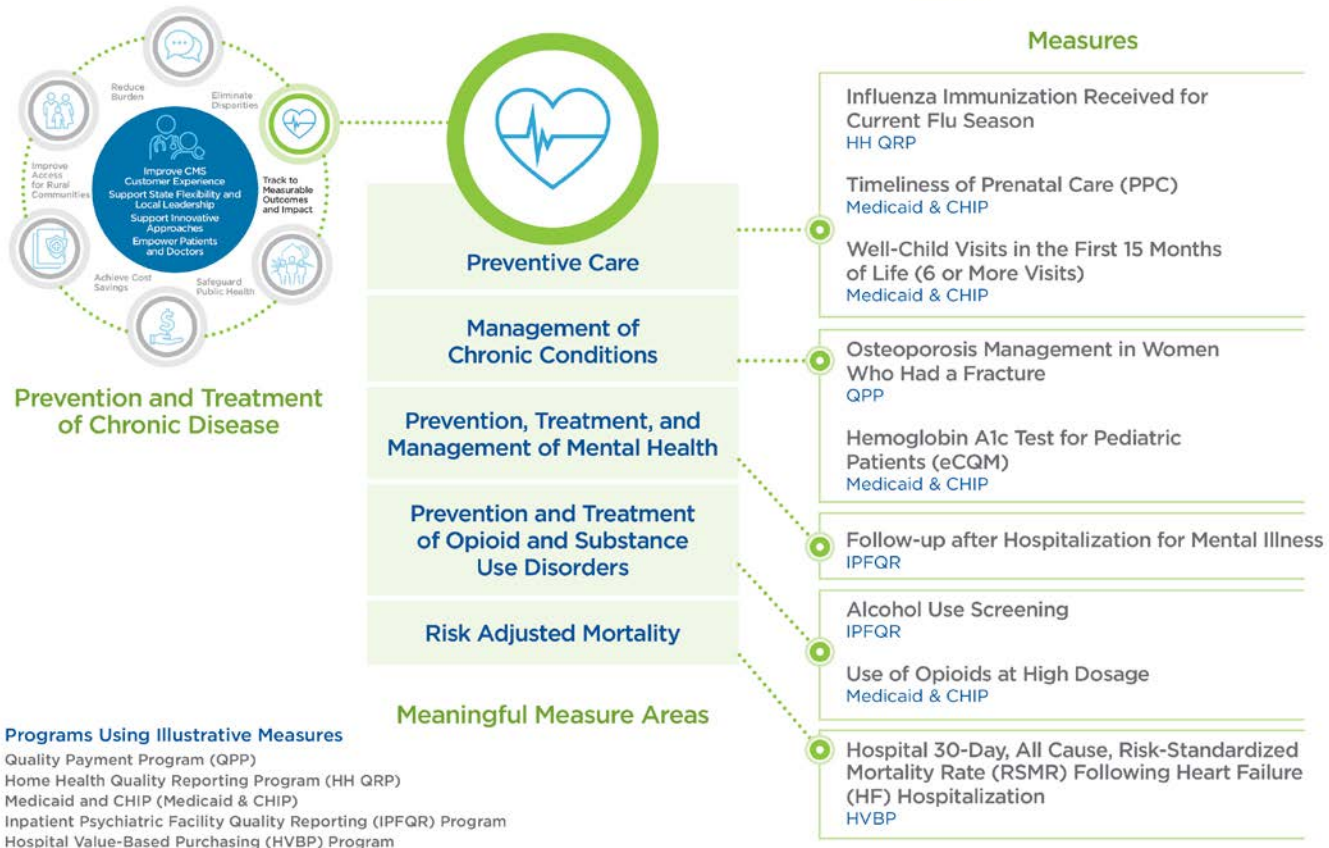 Reduce
Burden
Eliminate
Disparities
Improve
Access
for Rural
Communities
Improve CMS
Customer Experience
Support State Flexibility and
Local Leadership
Support Innovative
Approaches
Empower Patients
and Doctors
Track to
Measurable
Outcomes
and Impact
Achieve Cost
Savings
Safeguard
Public Health
Prevention and Treatment
of Chronic Disease
Preventive Care
Management of
Chronic Conditions
Prevention, Treatment, and
Management of Mental Health
Prevention and Treatment
of Opioid and Substance
Use Disorders
Risk Adjusted Mortality
Meaningful Measure Areas
Measures
Influenza Immunization Received for
Current Flu Season
HH QRP
Timeliness of Prenatal Care (PPC)
Medicaid & CHIP
Well-Child Visits in the First 15 Months
of Life (6 or More Visits)
Medicaid & CHIP
Osteoporosis Management in Women
Who Had a Fracture
QPP
Hemoglobin A1c Test for Pediatric
Patients (eCQM)
Medicaid & CHIP
Follow-up after Hospitalization for Mental Illness
IPFQR
Alcohol Use Screening
IPFQR
Use of Opioids at High Dosage
Medicaid & CHIP
Hospital 30-Day, All Cause, Risk-Standardized
Mortality Rate (RSMR) Following Heart Failure
(HF) Hospitalization
HVBP
Programs Using Illustrative Measures
Quality Payment Program (QPP)
Home Health Quality Reporting Program (HH QRP)
Medicaid and CHIP (Medicaid & CHIP)
Inpatient Psychiatric Facility Quality Reporting (IPFQR) Program
Hospital Value-Based Purchasing (HVBP) Program